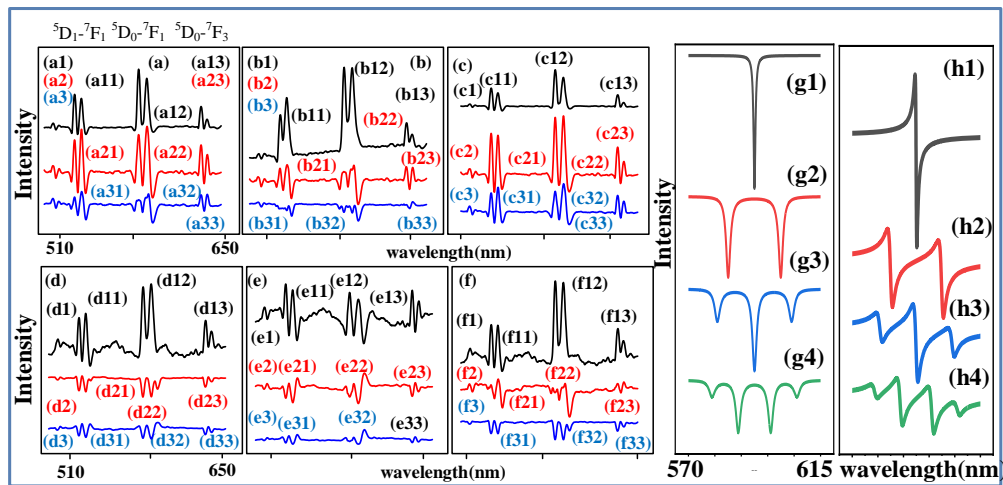 ⁵D₁-⁷F₁ ⁵D₀-⁷F₁ ⁵D₀-⁷F₃
(a1) (a11) (a) (a13)
(a2) (a23)
(a3) (a12)
(a21) (a22)
(a31) (a32)
(a33)
(b1) (b12) (b)
(b2)
(b3) (b11) (b13)
(b22)
(b21) (b23)
(b31) (b32) (b33)
(c) (c12)
(c1) (c11) (c13)
(c23)
(c2) (c21) (c22)
(c3) (c31) (c32)
(c33)
Intensity
510 650
wavelength(nm)
(d) (d12)
(d1) (d11) (d13)
(d21) (d23)
(d2) (d22)
(d3) (d31) (d32) (d33)
(e) (e12)
(e11) (e13)
(e1)
(e2) (e21) (e22) (e23)
(e3) (e31) (e32)
(e33)
(f) (f12)
(f1) (f11) (f13)
(f2) (f22)
(f3) (f21) (f23)
(f31) (f32) (f33)
Intensity
510 650
wavelength(nm)
(g1)
(g2)
(g3)
(g4)
Intensity
570 615
(h1)
(h2)
(h3)
(h4)
wavelength(nm)